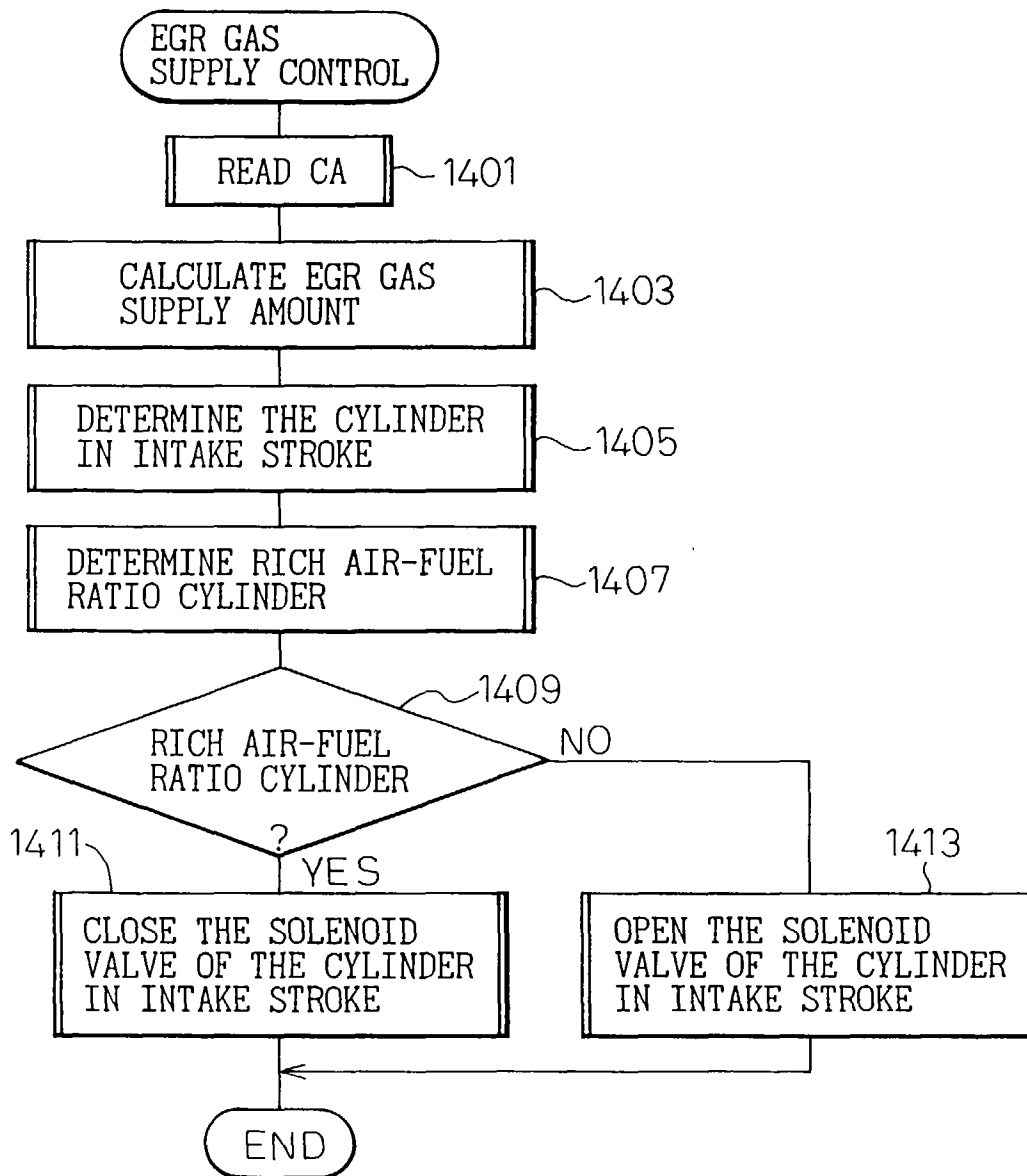 EGR GAS
SUPPLY CONTROL
READ CA
1401
CALCULATE EGR GAS
SUPPLY AMOUNT
1403
DETERMINE THE CYLINDER
IN INTAKE STROKE
1405
DETERMINE RICH AIR-FUEL
RATIO CYLINDER
1407
1409
RICH AIR-FUEL
RATIO CYLINDER
?
NO
YES
1411
CLOSE THE SOLENOID
VALVE OF THE CYLINDER
IN INTAKE STROKE
1413
OPEN THE SOLENOID
VALVE OF THE CYLINDER
IN INTAKE STROKE
END